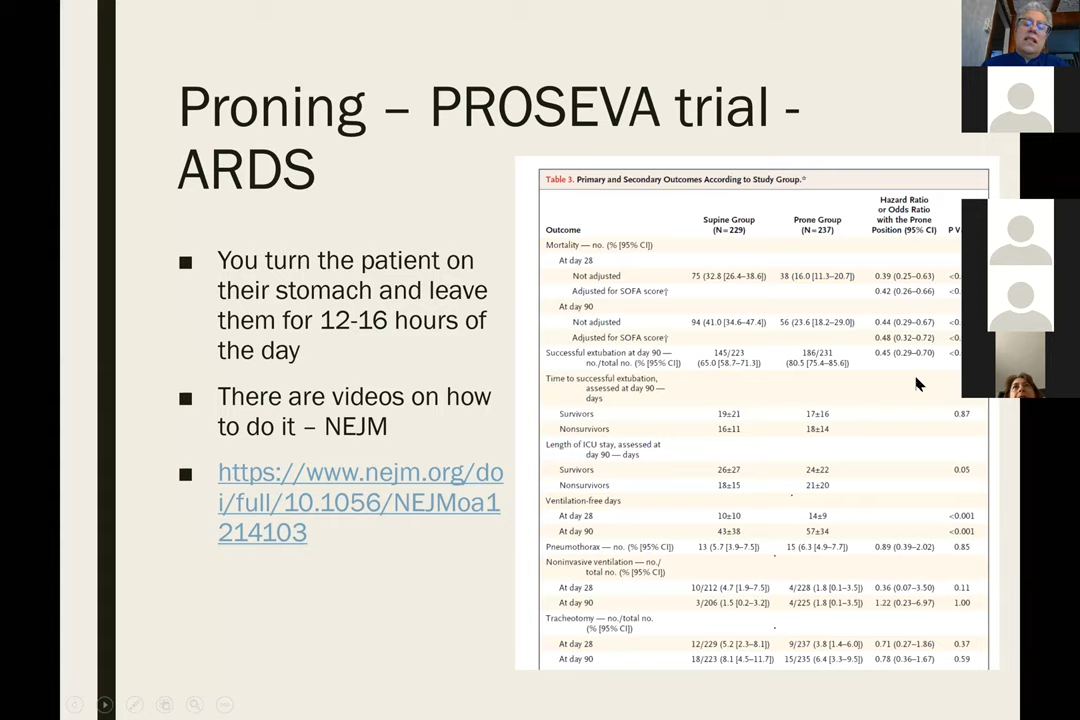 Proning – PROSEVA trial -
ARDS
■ You turn the patient on
their stomach and leave
them for 12-16 hours of
the day
■ There are videos on how
to do it – NEJM
■ https://www.nejm.org/do
i/full/10.1056/NEJMoa1
214103
Table 3. Primary and Secondary Outcomes According to Study Group.*
Outcome Supine Group (N=229) Prone Group (N=237) Hazard Ratio or Odds Ratio with the Prone Position (95% CI) P
Mortality — no. (% [95% CI])
At day 28
Not adjusted 75 (32.8 [26.4–38.6]) 38 (16.0 [11.3–20.7]) 0.39 (0.25–0.63) <0.
Adjusted for SOFA score† 0.42 (0.26–0.66) <0.
At day 90
Not adjusted 94 (41.0 [34.6–47.4]) 56 (23.6 [18.2–29.0]) 0.44 (0.29–0.67) <0.
Adjusted for SOFA score† 0.48 (0.32–0.72) <0.
Successful extubation at day 90 — 145/223 186/231 0.45 (0.29–0.70) <0.
no./total no. (% [95% CI]) (65.0 [58.7–71.3]) (80.5 [75.4–85.6])
Time to successful extubation,
assessed at day 90 —
days
Survivors 19±21 17±16 0.87
Nonsurvivors 16±11 18±14
Length of ICU stay, assessed at
day 90 — days
Survivors 26±27 24±22 0.05
Nonsurvivors 18±15 21±20
Ventilation-free days
At day 28 10±10 14±9 <0.001
At day 90 43±38 57±34 <0.001
Pneumothorax — no. (% [95% CI]) 13 (5.7 [3.9–7.5]) 15 (6.3 [4.9–7.7]) 0.89 (0.39–2.02) 0.85
Noninvasive ventilation — no./
total no. (% [95% CI])
At day 28 10/212 (4.7 [1.9–7.5]) 4/228 (1.8 [0.1–3.5]) 0.36 (0.07–3.50) 0.11
At day 90 3/206 (1.5 [0.2–3.2]) 4/225 (1.8 [0.1–3.5]) 1.22 (0.23–6.97) 1.00
Tracheotomy — no./total no.
(% [95% CI])
At day 28 12/229 (5.2 [2.3–8.1]) 9/237 (3.8 [1.4–6.0]) 0.71 (0.27–1.86) 0.37
At day 90 18/223 (8.1 [4.5–11.7]) 15/235 (6.4 [3.3–9.5]) 0.78 (0.36–1.67) 0.59